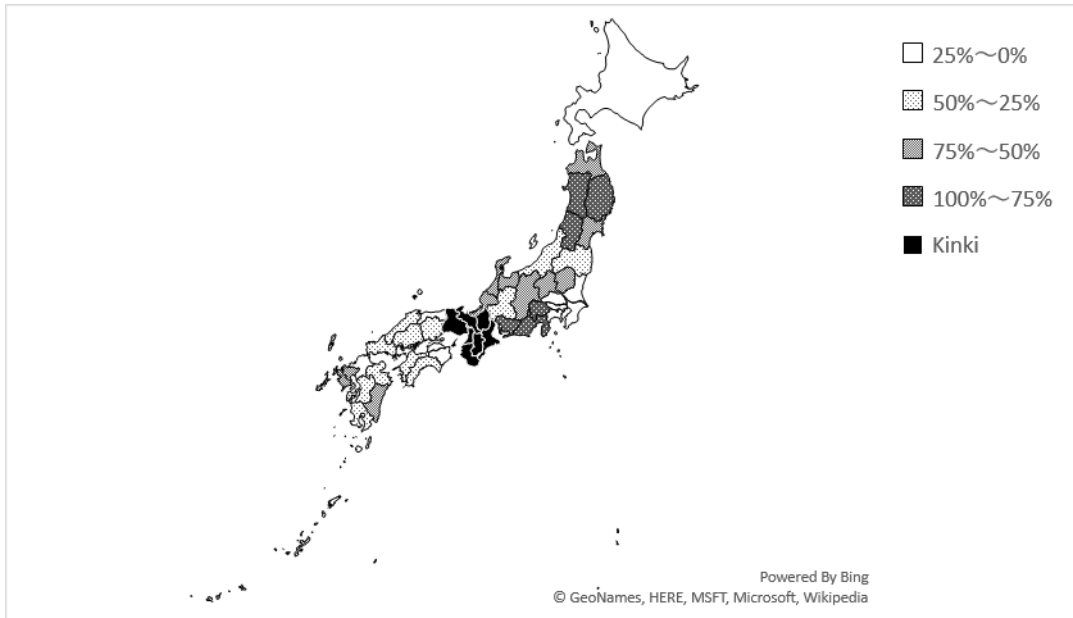 25%～0%
50%～25%
75%～50%
100%～75%
Kinki
Powered By Bing
© GeoNames, HERE, MSFT, Microsoft, Wikipedia